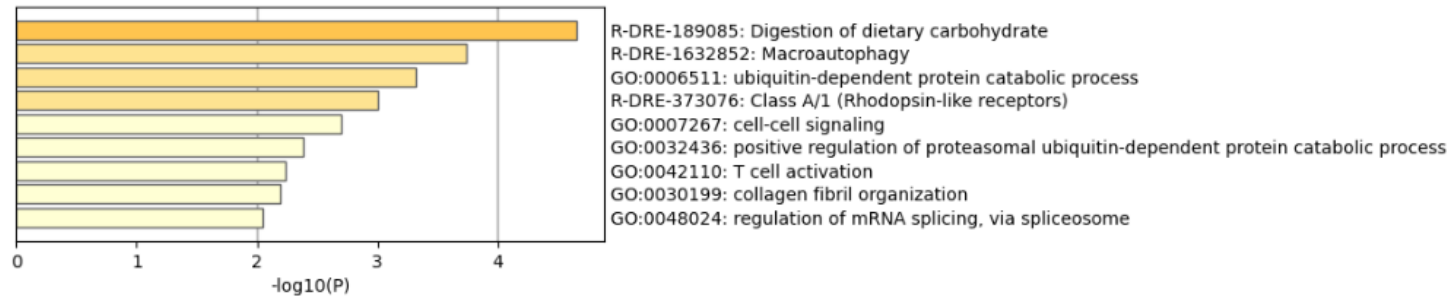 R-DRE-189085: Digestion of dietary carbohydrate
R-DRE-1632852: Macroautophagy
GO:0006511: ubiquitin-dependent protein catabolic process
R-DRE-373076: Class A/1 (Rhodopsin-like receptors)
GO:0007267: cell-cell signaling
GO:0032436: positive regulation of proteasomal ubiquitin-dependent protein catabolic process
GO:0042110: T cell activation
GO:0030199: collagen fibril organization
GO:0048024: regulation of mRNA splicing, via spliceosome
0 1 2 3 4
-log10(P)